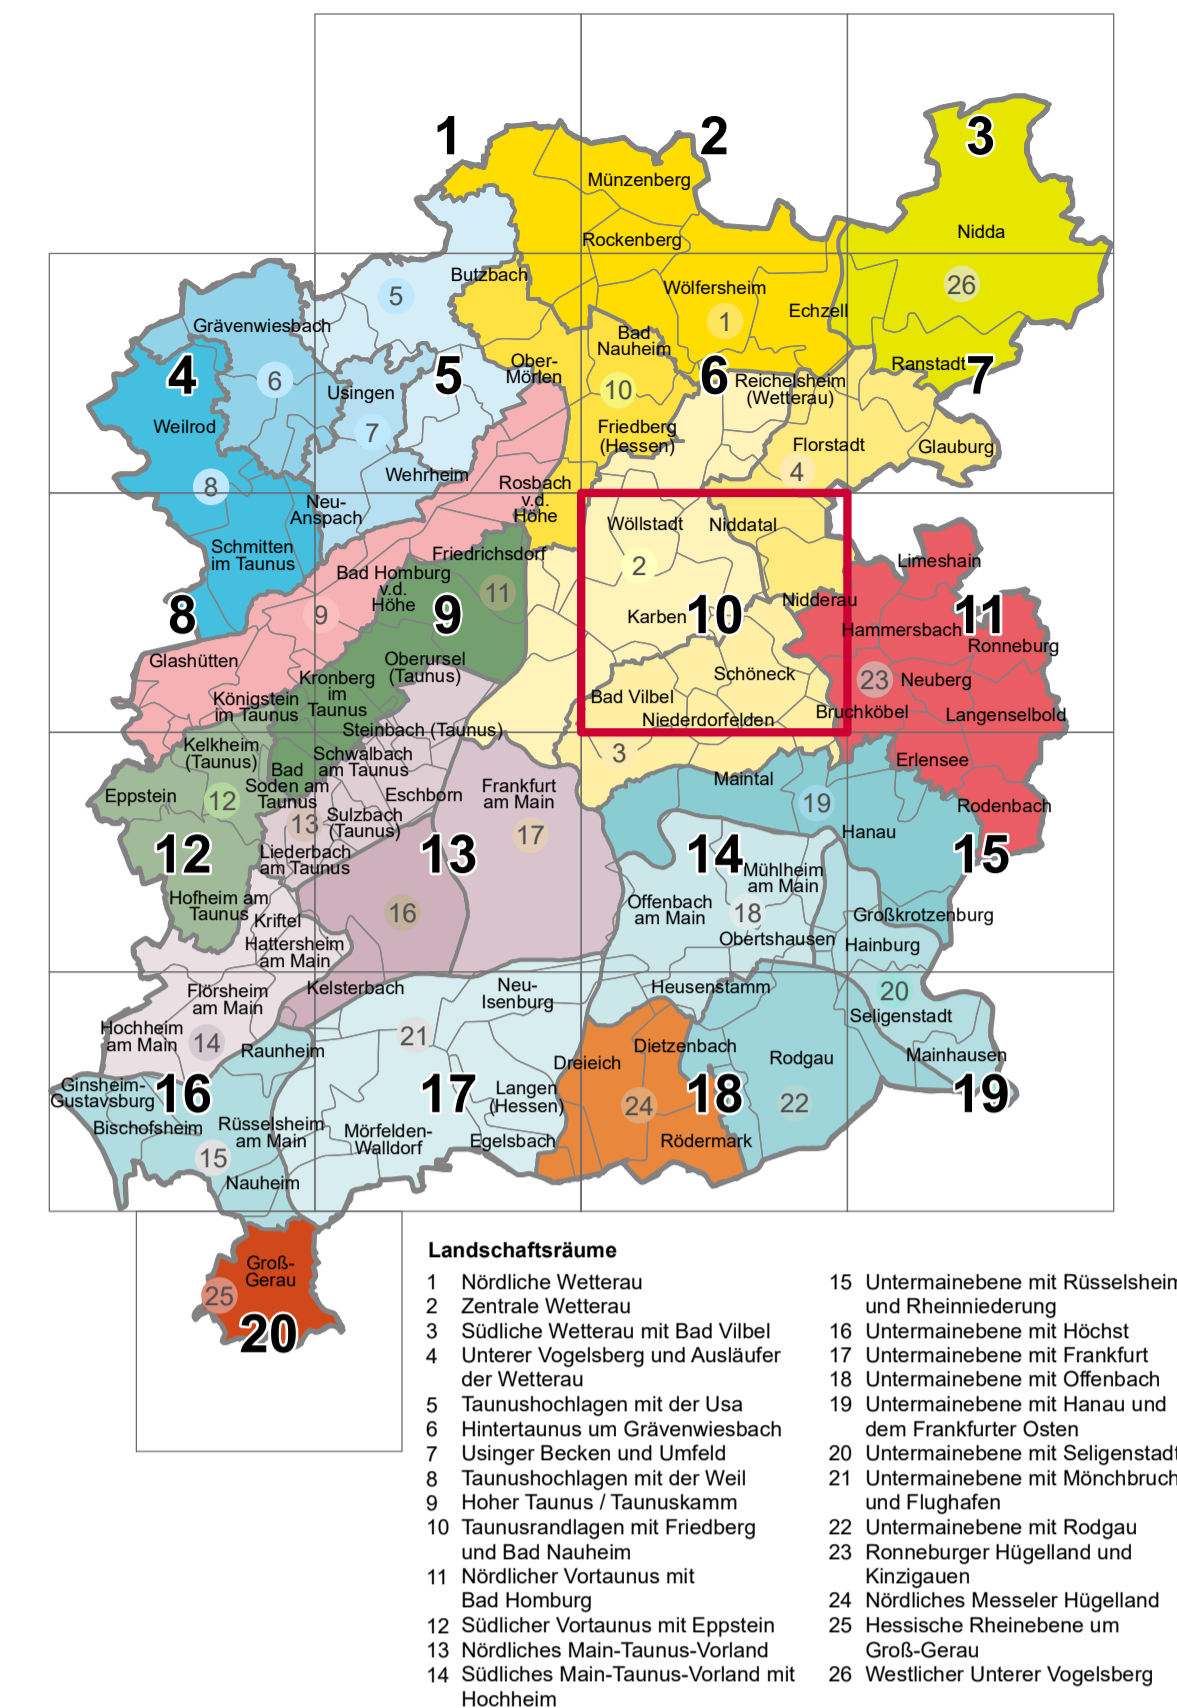 1
2
3
Münzenberg
Rockenberg
Nidda
Butzbach
5
Wölfersheim
26
Echzell
1
Grävenwiesbach
Bad
Nauheim
Ober-
Mörlen
Ranstadt
4
6
Usingen
5
10
6
Reichelsheim
(Wetterau)
7
Weilrod
7
Friedberg
(Hessen)
Florstadt
Glauburg
Wehrheim
4
8
Rosbach
v.d.
Höhe
Neu-
Anspach
Wöllstadt
Niddatal
Schmitten
im Taunus
Friedrichsdorf
2
Limeshain
Bad Homburg
v.d.
Höhe
11
Nidderau
8
9
9
Karben
10
11
Hammersbach
Ronneburg
Glashütten
Oberursel
(Taunus)
Schöneck
23
Neuberg
Kronberg
im
Taunus
Königstein
im Taunus
Bad Vilbel
Niederdorfelden
Bruchköbel
Langenselbold
Steinbach (Taunus)
Kelkheim
(Taunus)
Schwalbach
am Taunus
3
Erlensee
Bad
Soden am
Taunus
Eppstein
12
Eschborn
Frankfurt
am Main
Maintal
19
Rodenbach
13
Sulzbach
(Taunus)
17
Hanau
12
Liederbach
am Taunus
13
14
15
Mühlheim
am Main
Hofheim am
Taunus
Kriftel
16
Offenbach
am Main
18
Großkrotzenburg
Hattersheim
am Main
Obertshausen
Hainburg
Flörsheim
am Main
Kelsterbach
Neu-
Isenburg
Heusenstamm
20
Seligenstadt
Hochheim
am Main
14
21
Raunheim
Dietzenbach
Dreieich
Rodgau
Mainhausen
Ginsheim-
Gustavsburg
16
17
Langen
(Hessen)
24
18
22
19
Bischofsheim
Rüsselsheim
am Main
Mörfelden-
Walldorf
Egelsbach
Rödermark
15
Nauheim
Groß-
Gerau
25
20
Landschaftsräume
1 Nördliche Wetterau
2 Zentrale Wetterau
3 Südliche Wetterau mit Bad Vilbel
4 Unterer Vogelsberg und Ausläufer
der Wetterau
5 Taunushochlagen mit der Usa
6 Hintertaunus um Grävenwiesbach
7 Usinger Becken und Umfeld
8 Taunushochlagen mit der Weil
9 Hoher Taunus / Taunuskamm
10 Taunusrandlagen mit Friedberg
und Bad Nauheim
11 Nördlicher Vortaunus mit
Bad Homburg
12 Südlicher Vortaunus mit Eppstein
13 Nördliches Main-Taunus-Vorland
14 Südliches Main-Taunus-Vorland mit
Hochheim
15 Untermainebene mit Rüsselsheim
und Rheinniederung
16 Untermainebene mit Höchst
17 Untermainebene mit Frankfurt
18 Untermainebene mit Offenbach
19 Untermainebene mit Hanau und
dem Frankfurter Osten
20 Untermainebene mit Seligenstadt
21 Untermainebene mit Mönchbruch
und Flughafen
22 Untermainebene mit Rodgau
23 Ronneburger Hügelland und
Kinzigauen
24 Nördliches Messeler Hügelland
25 Hessische Rheinebene um
Groß-Gerau
26 Westlicher Unterer Vogelsberg